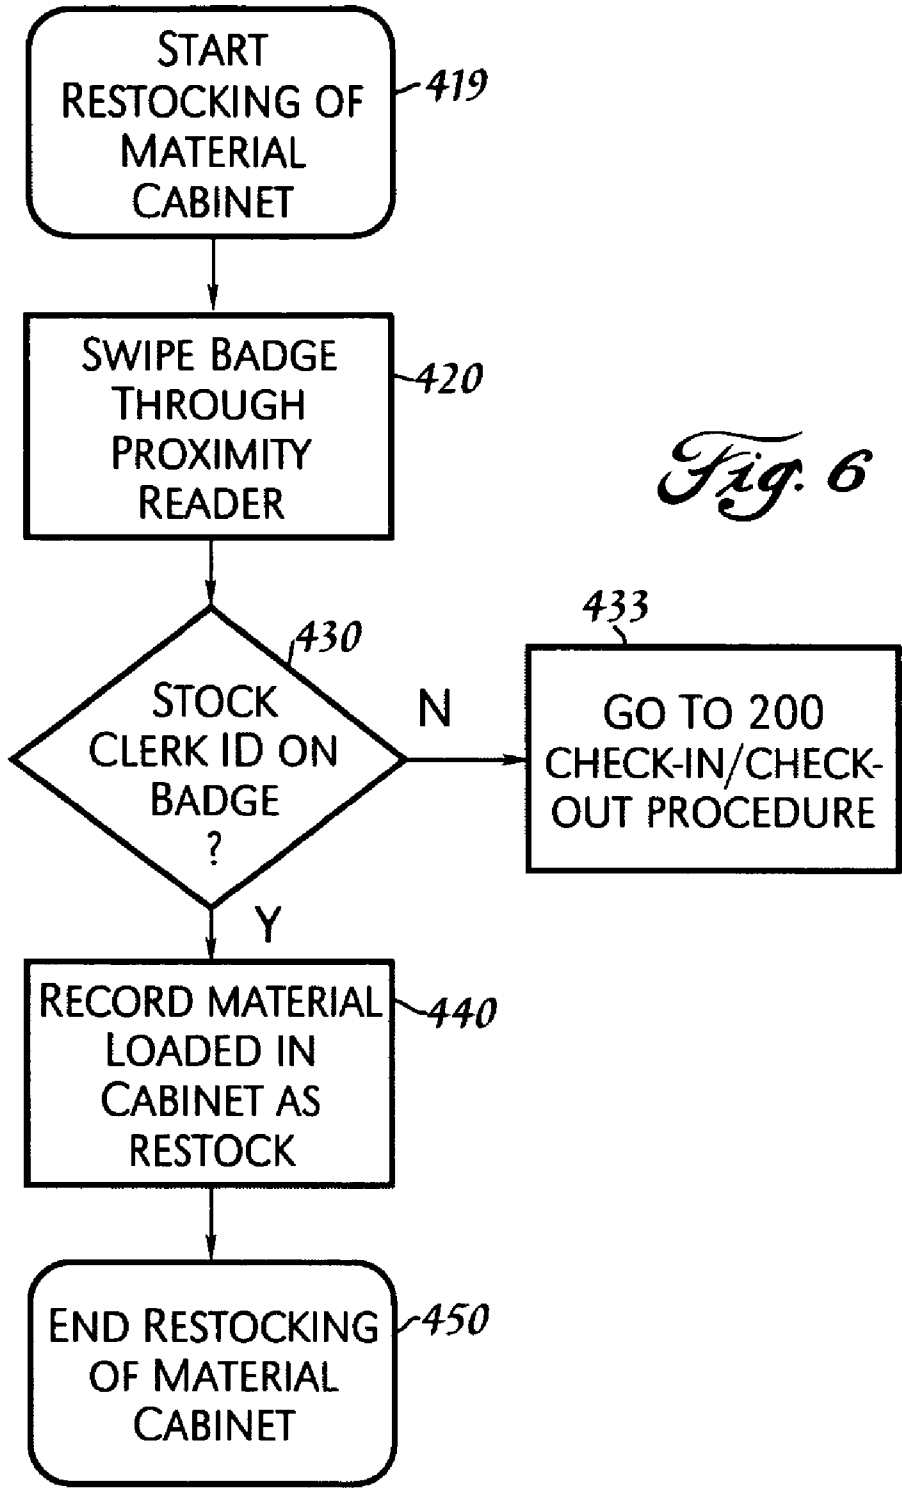 START
RESTOCKING OF
MATERIAL
CABINET
419
SWIPE BADGE
THROUGH
PROXIMITY
READER
420
Fig. 6
430
STOCK
CLERK ID ON
BADGE
?
N
433
GO TO 200
CHECK-IN/CHECK-
OUT PROCEDURE
Y
RECORD MATERIAL
LOADED IN
CABINET AS
RESTOCK
440
END RESTOCKING
OF MATERIAL
CABINET
450